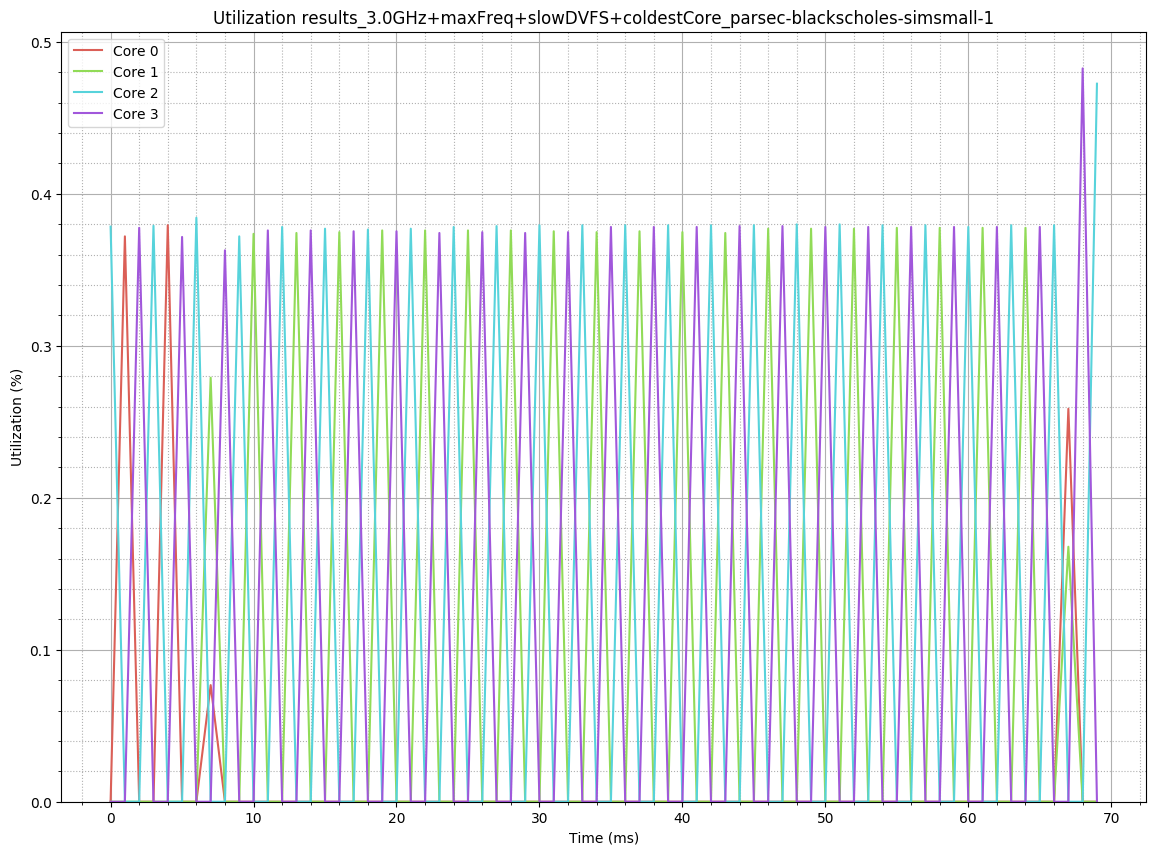 Utilization results_3.0GHz+maxFreq+slowDVFS+coldestCore_parsec-blackscholes-simsmall-1
Core 0
Core 1
Core 2
Core 3
Utilization (%)
0.5
0.4
0.3
0.2
0.1
0.0
0 10 20 30 40 50 60 70
Time (ms)